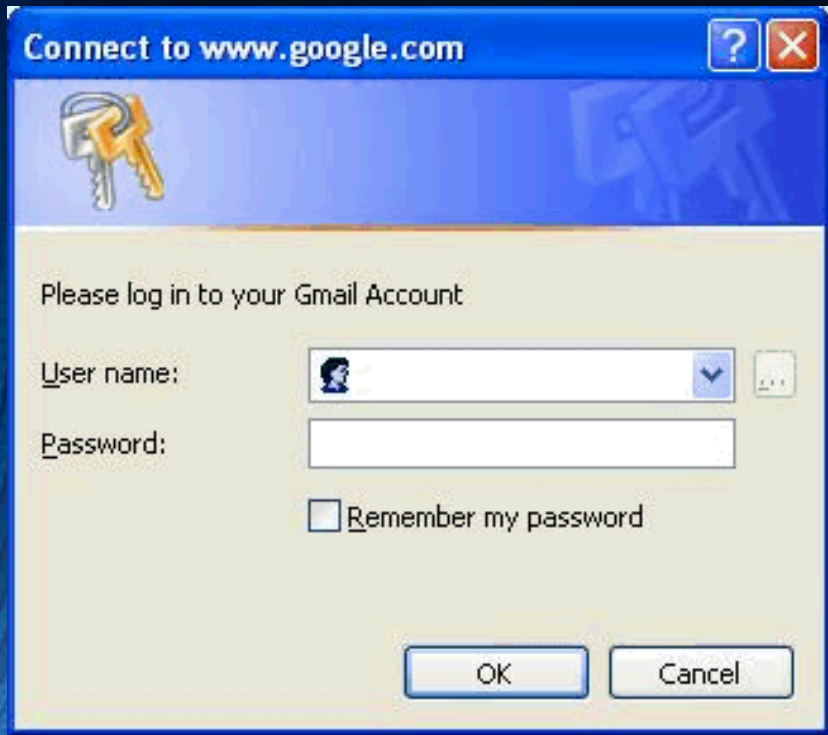 Connect to www.google.com
Please log in to your Gmail Account
User name:
...
Password:
Remember my password
OK
Cancel